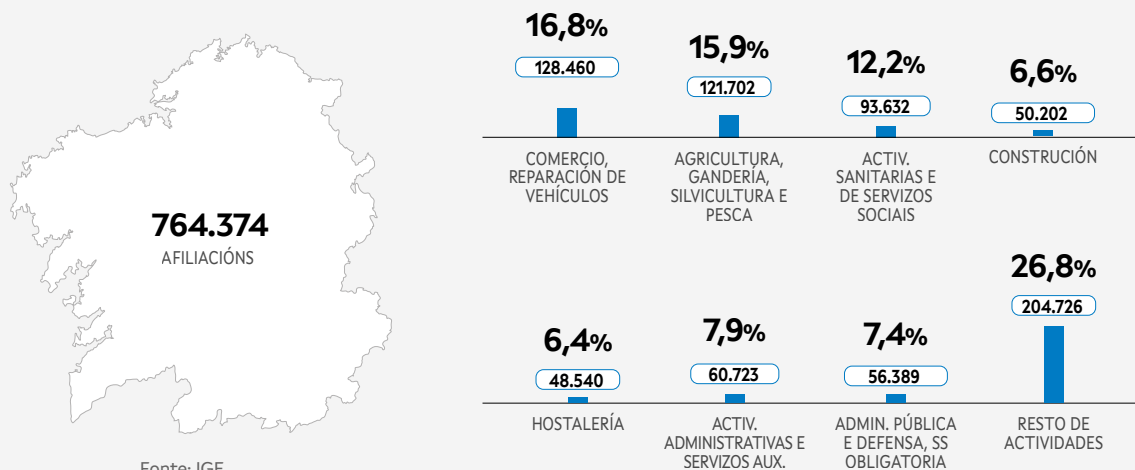 764.374
AFILIACIÓNS
Fonte: IGE
16,8%
128.460
COMERCIO,
REPARACIÓN DE
VEHÍCULOS
15,9%
121.702
AGRICULTURA,
GANDERÍA,
SILVICULTURA E
PESCA
12,2%
93.632
ACTIV.
SANITARIAS E
DE SERVIZOS
SOCIAIS
6,6%
50.202
CONSTRUCIÓN
6,4%
48.540
HOSTALERÍA
7,9%
60.723
ACTIV.
ADMINISTRATIVAS E
SERVIZOS AUX.
7,4%
56.389
ADMIN. PÚBLICA
E DEFENSA, SS
OBLIGATORIA
26,8%
204.726
RESTO DE
ACTIVIDADES